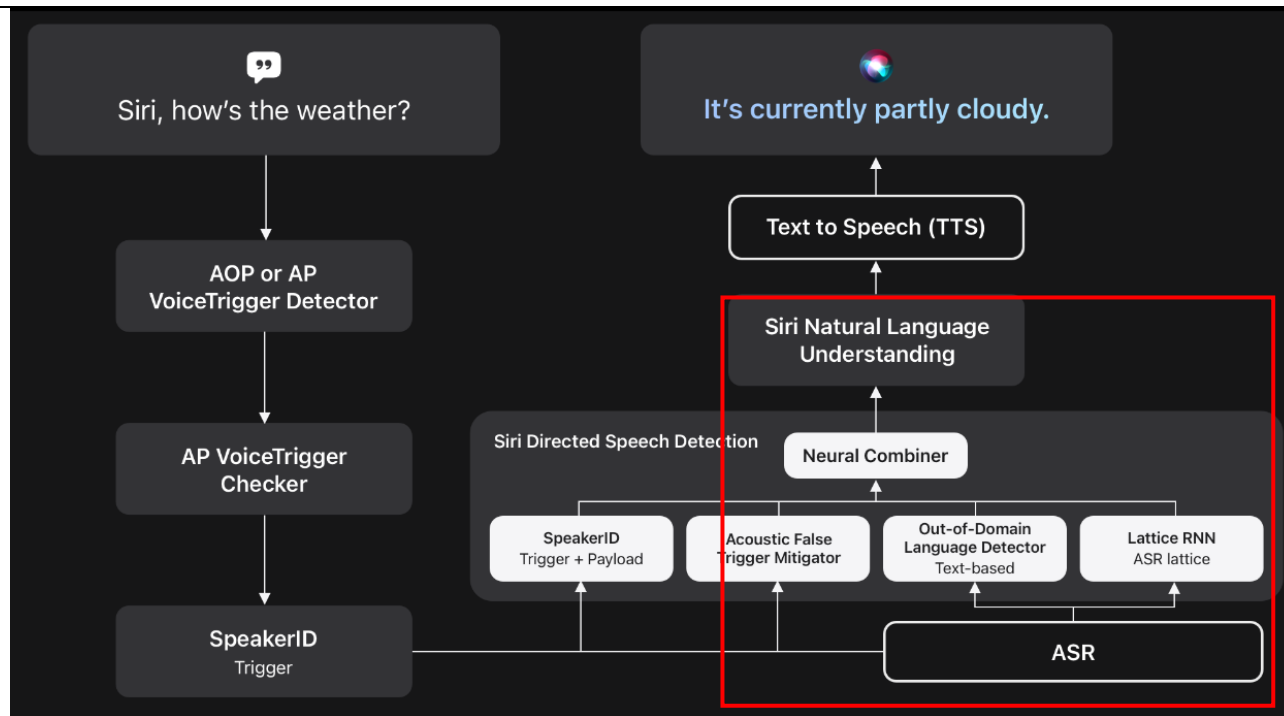 Siri, how's the weather?
It's currently partly cloudy.
Text to Speech (TTS)
AOP or AP
VoiceTrigger Detector
Siri Natural Language
Understanding
AP VoiceTrigger
Checker
Siri Directed Speech Detection
Neural Combiner
SpeakerID
Trigger + Payload
Acoustic False
Trigger Mitigator
Out-of-Domain
Language Detector
Text-based
Lattice RNN
ASR lattice
SpeakerID
Trigger
ASR